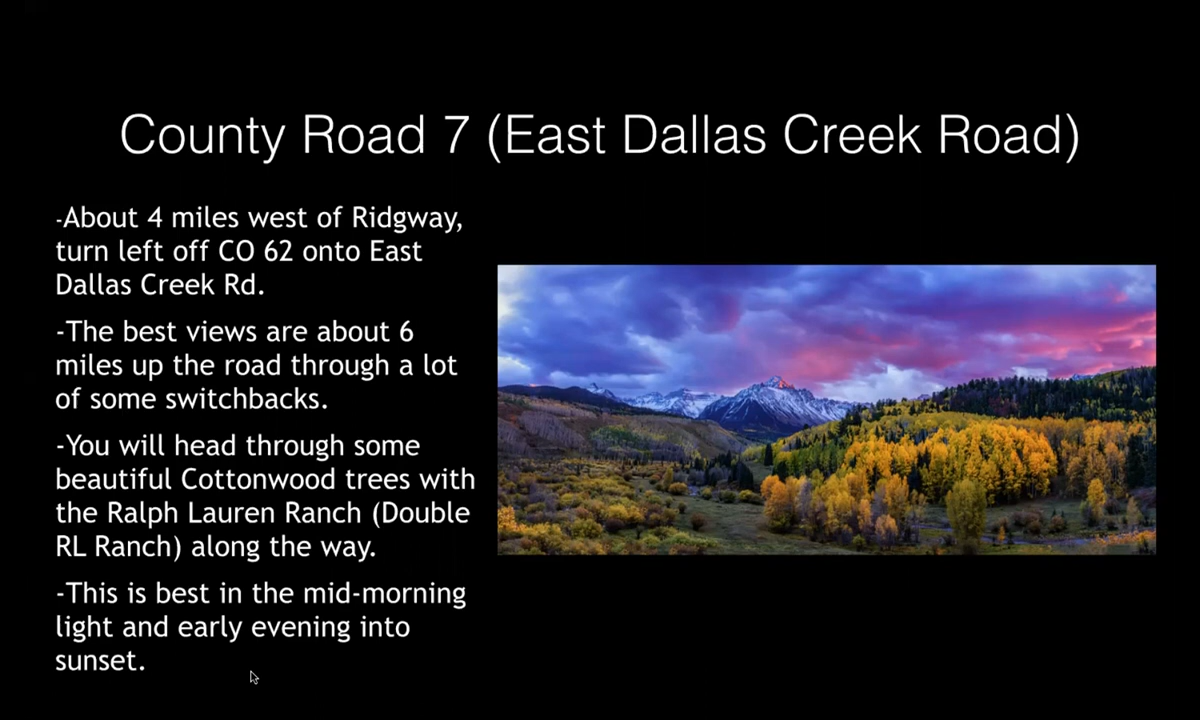 County Road 7 (East Dallas Creek Road)
-About 4 miles west of Ridgway,
turn left off CO 62 onto East
Dallas Creek Rd.
-The best views are about 6
miles up the road through a lot
of some switchbacks.
-You will head through some
beautiful Cottonwood trees with
the Ralph Lauren Ranch (Double
RL Ranch) along the way.
-This is best in the mid-morning
light and early evening into
sunset.